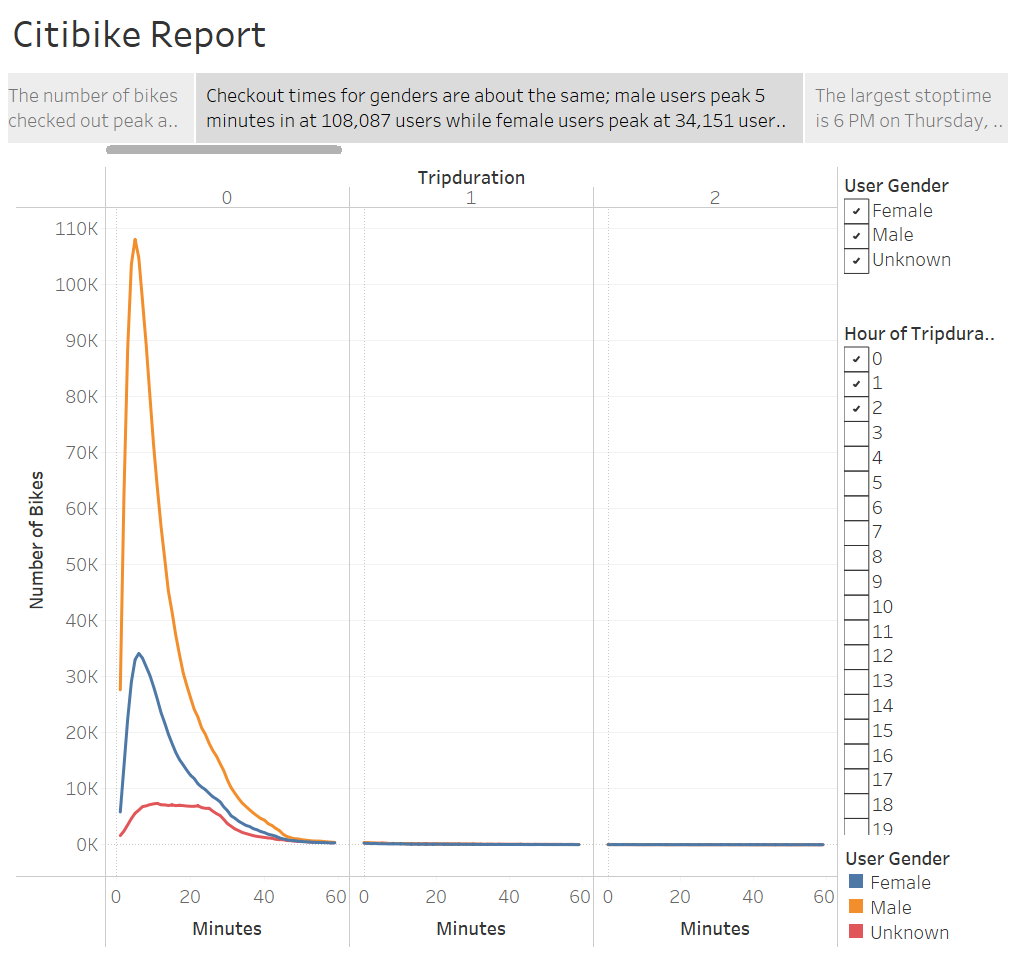 Citibike Report
The number of bikes
checked out peak a..
Checkout times for genders are about the same; male users peak 5
minutes in at 108,087 users while female users peak at 34,151 user..
The largest stoptime
is 6 PM on Thursday, ..
Tripduration
0 1 2
110K
100K
90K
80K
70K
60K
50K
40K
30K
20K
10K
0K
Number of Bikes
0 20 40 60 0 20 40 60 0 20 40 60
Minutes Minutes Minutes
User Gender
Female
Male
Unknown
Hour of Tripdura..
0
1
2
3
4
5
6
7
8
9
10
11
12
13
14
15
16
17
18
19
User Gender
Female
Male
Unknown